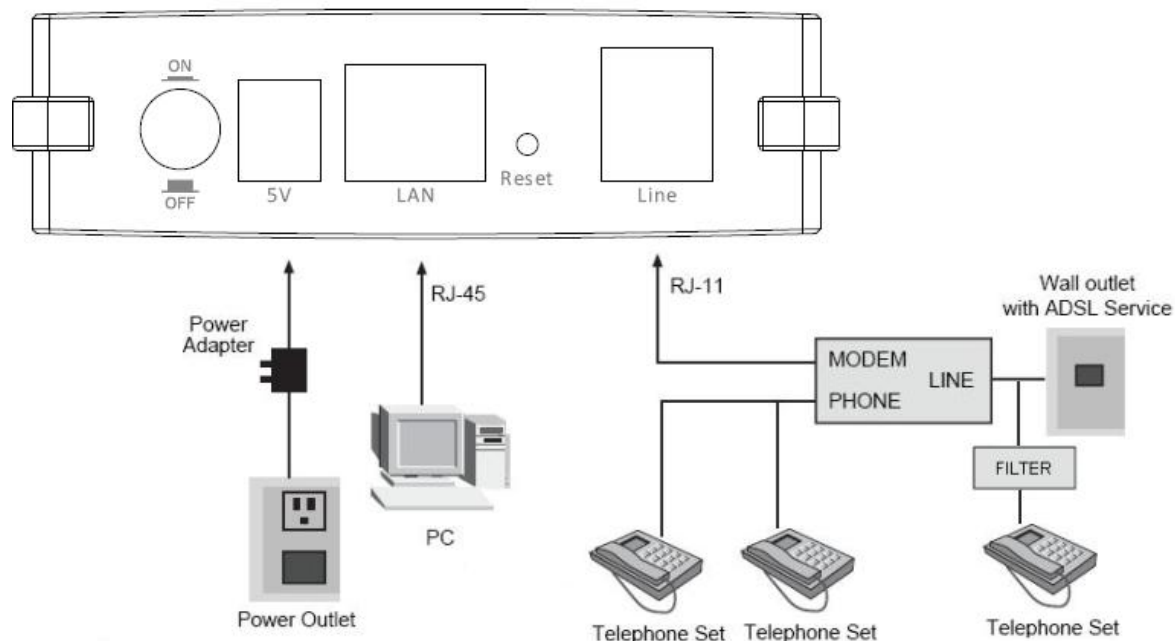 ON
OFF
5V
LAN
Reset
Line
RJ-45
RJ-11
Wall outlet
with ADSL Service
Power
Adapter
MODEM
LINE
PHONE
FILTER
PC
Power Outlet
Telephone Set
Telephone Set
Telephone Set